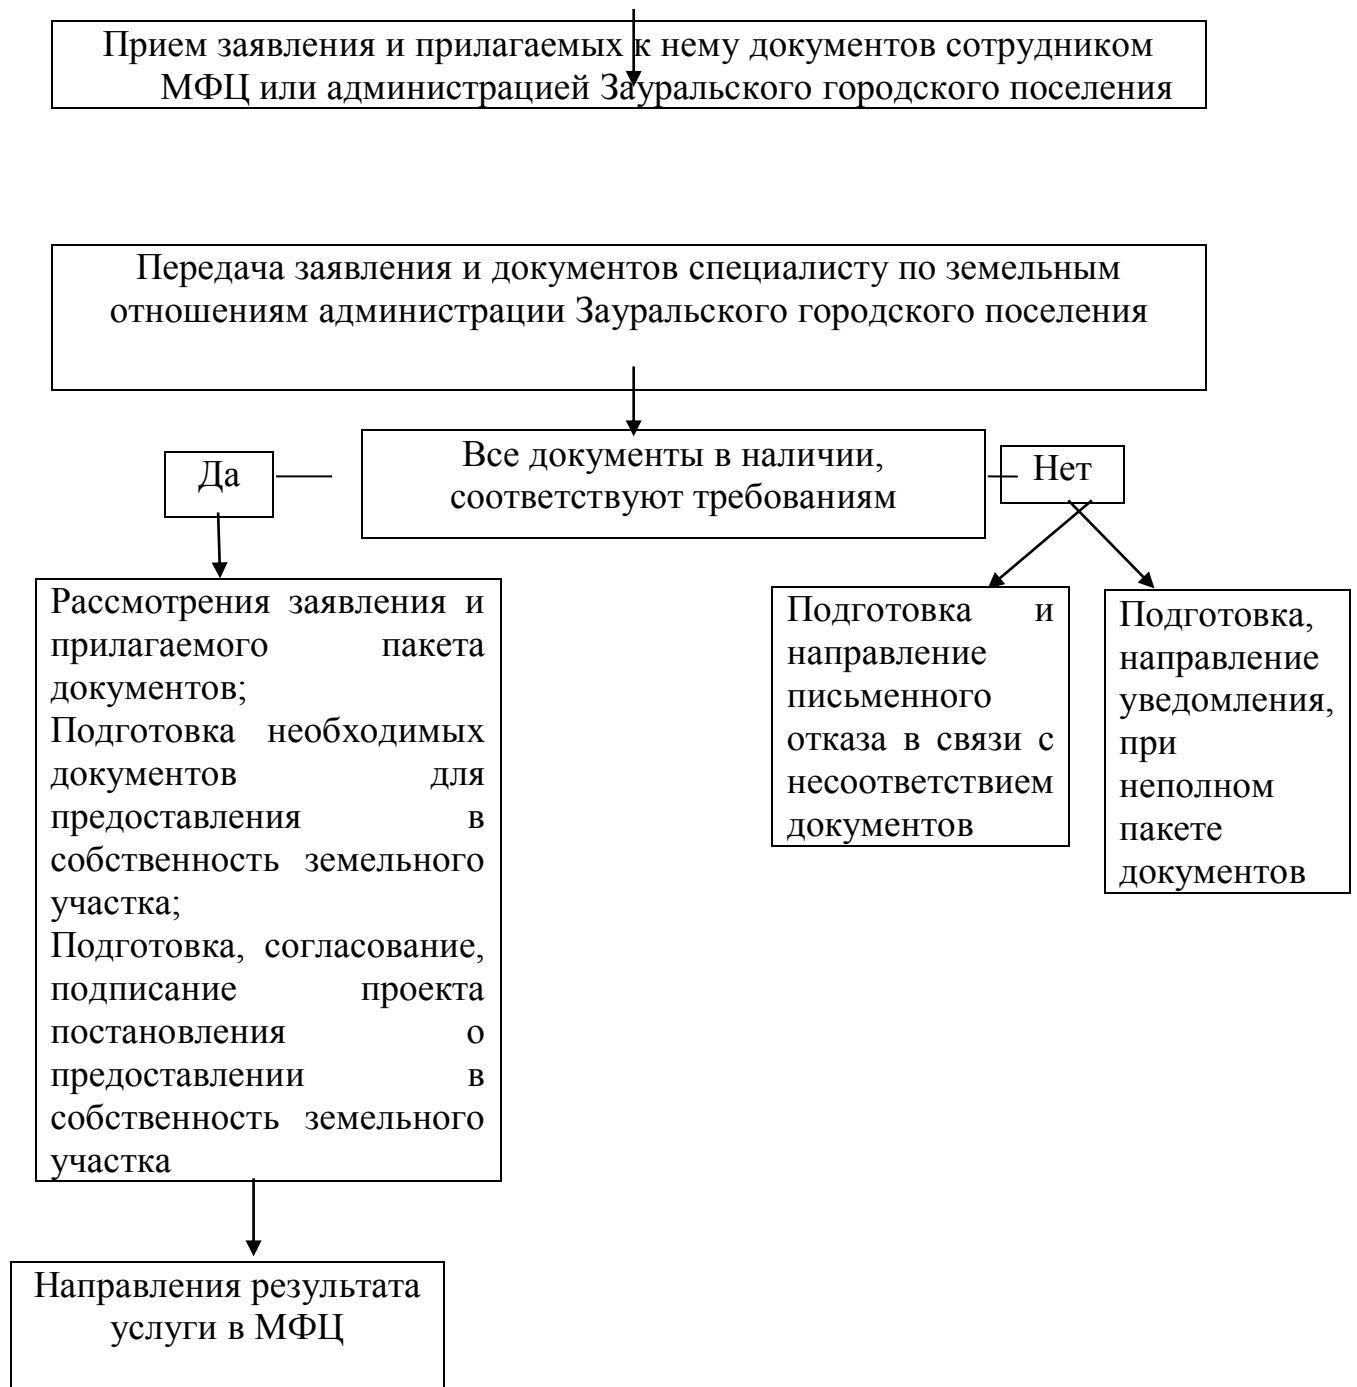 Прием заявления и прилагаемых к нему документов сотрудником
МФЦ или администрацией Зауральского городского поселения
Передача заявления и документов специалисту по земельным
отношениям администрации Зауральского городского поселения
Да
Все документы в наличии,
соответствуют требованиям
Нет
Рассмотрения заявления и
прилагаемого пакета
документов;
Подготовка необходимых
документов для
предоставления в
собственность земельного
участка;
Подготовка, согласование,
подписание проекта
постановления о
предоставлении в
собственность земельного
участка
Подготовка и
направление
письменного
отказа в связи с
несоответствием
документов
Подготовка,
направление
уведомления,
при
неполном
пакете
документов
Направления результата
услуги в МФЦ